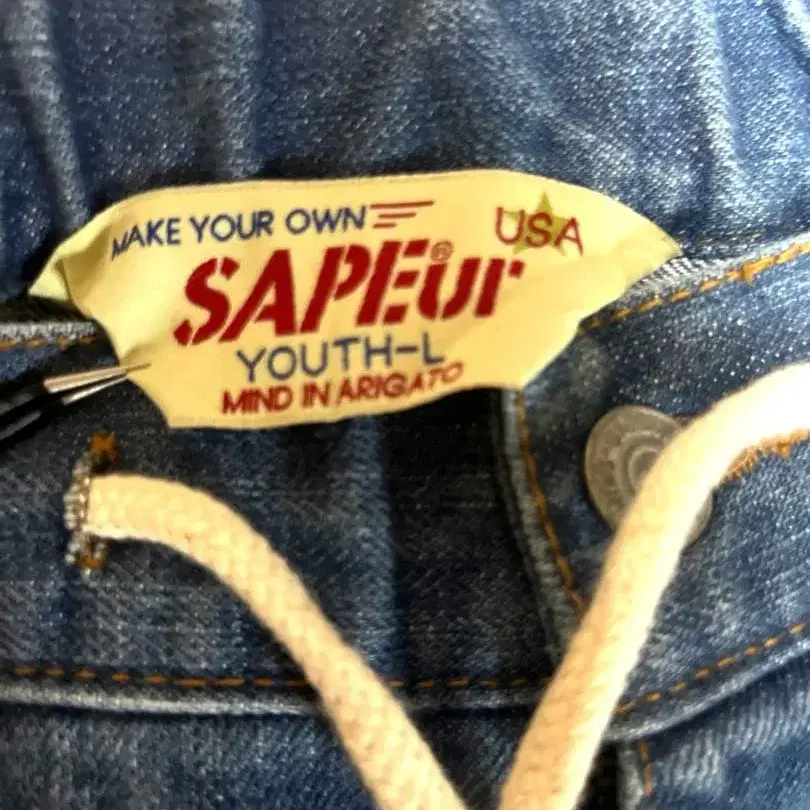 MAKE YOUR OWN
USA
SAPEur®
YOUTH-L
MIND IN ARIGATO